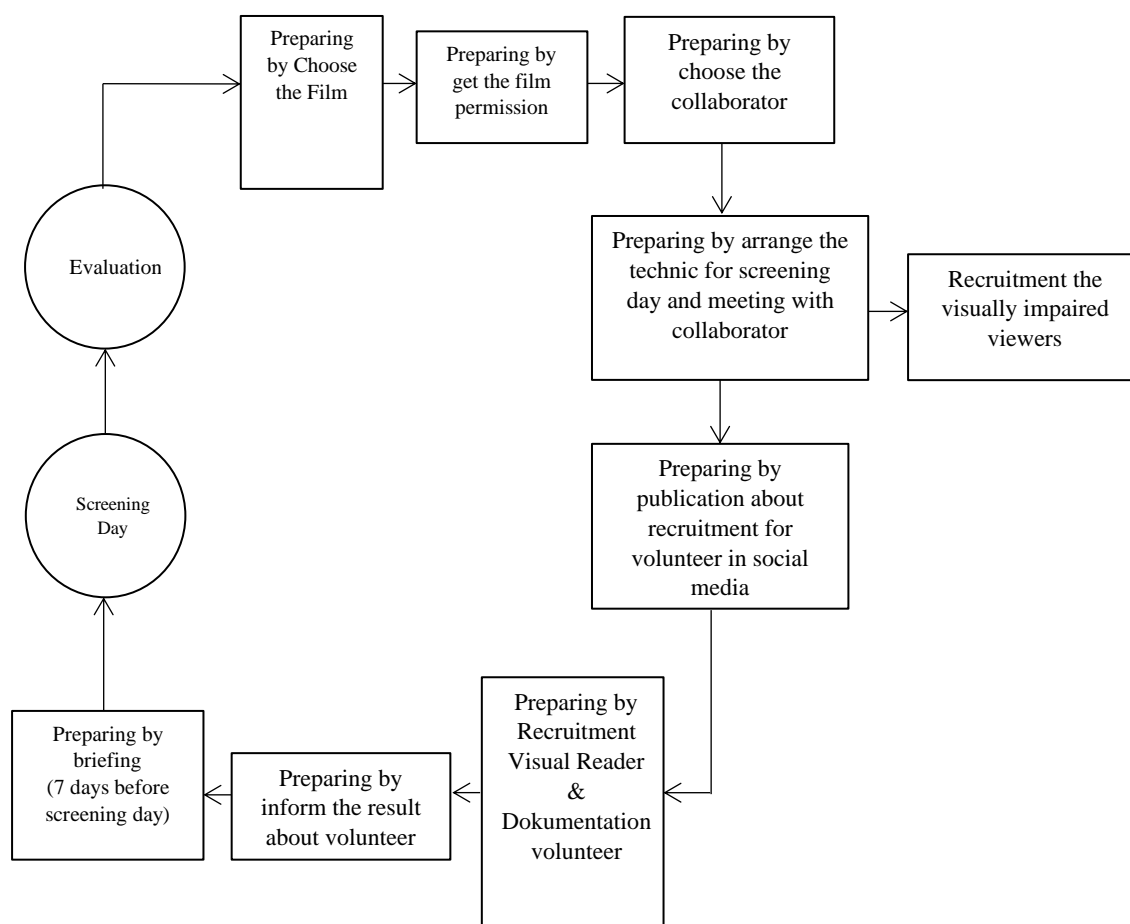 Preparing
by Choose
the Film
Preparing by
get the film
permission
Preparing by
choose the
collaborator
Preparing by arrange the
technic for screening
day and meeting with
collaborator
Recruitment the
visually impaired
viewers
Preparing by
publication about
recruitment for
volunteer in social
media
Preparing by
Recruitment
Visual Reader
&
Dokumentation
volunteer
Preparing by
inform the result
about volunteer
Preparing by
briefing
(7 days before
screening day)
Screening
Day
Evaluation